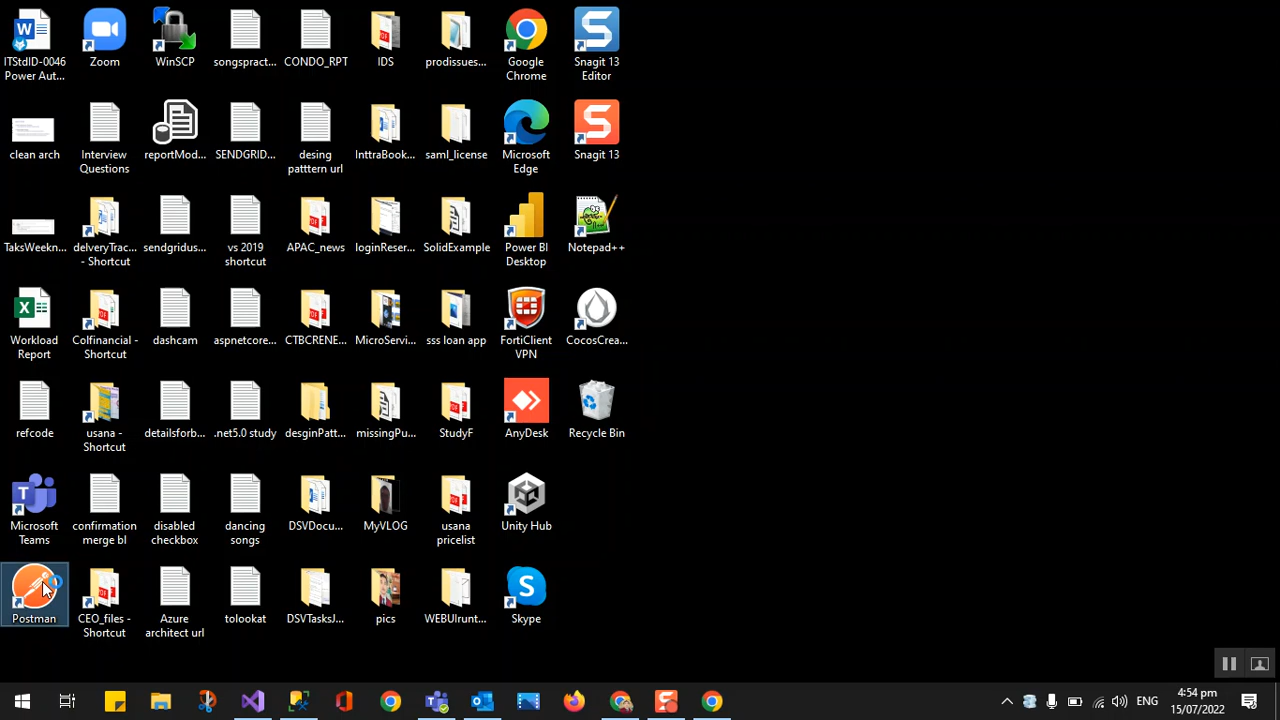 ITStdID-0046
Power Aut...
Zoom
WinSCP
songspract...
CONDO_RPT
IDS
prodissues...
Google
Chrome
Snagit 13
Editor
clean arch
Interview
Questions
reportMod...
SENDGRID...
desing
patttern url
InttraBook...
saml_license
Microsoft
Edge
Snagit 13
TaksWeekn...
delveryTrac...
- Shortcut
sendgridus...
vs 2019
shortcut
APAC_news
loginReser...
SolidExample
Power BI
Desktop
Notepad++
Workload
Report
Colfinancial -
Shortcut
dashcam
aspnetcore...
CTBCRENE...
MicroServi...
sss loan app
FortiClient
VPN
CocosCrea...
refcode
usana -
Shortcut
detailsforb...
.net5.0 study
desginPatt...
missingPu...
StudyF
AnyDesk
Recycle Bin
Microsoft
Teams
confirmation
merge bl
disabled
checkbox
dancing
songs
DSVDocu...
MyVLOG
usana
pricelist
Unity Hub
Postman
CEO_files -
Shortcut
Azure
architect url
tolookat
DSVTasksJ...
pics
WEBUIrunt...
Skype
ENG
4:54 pm
15/07/2022